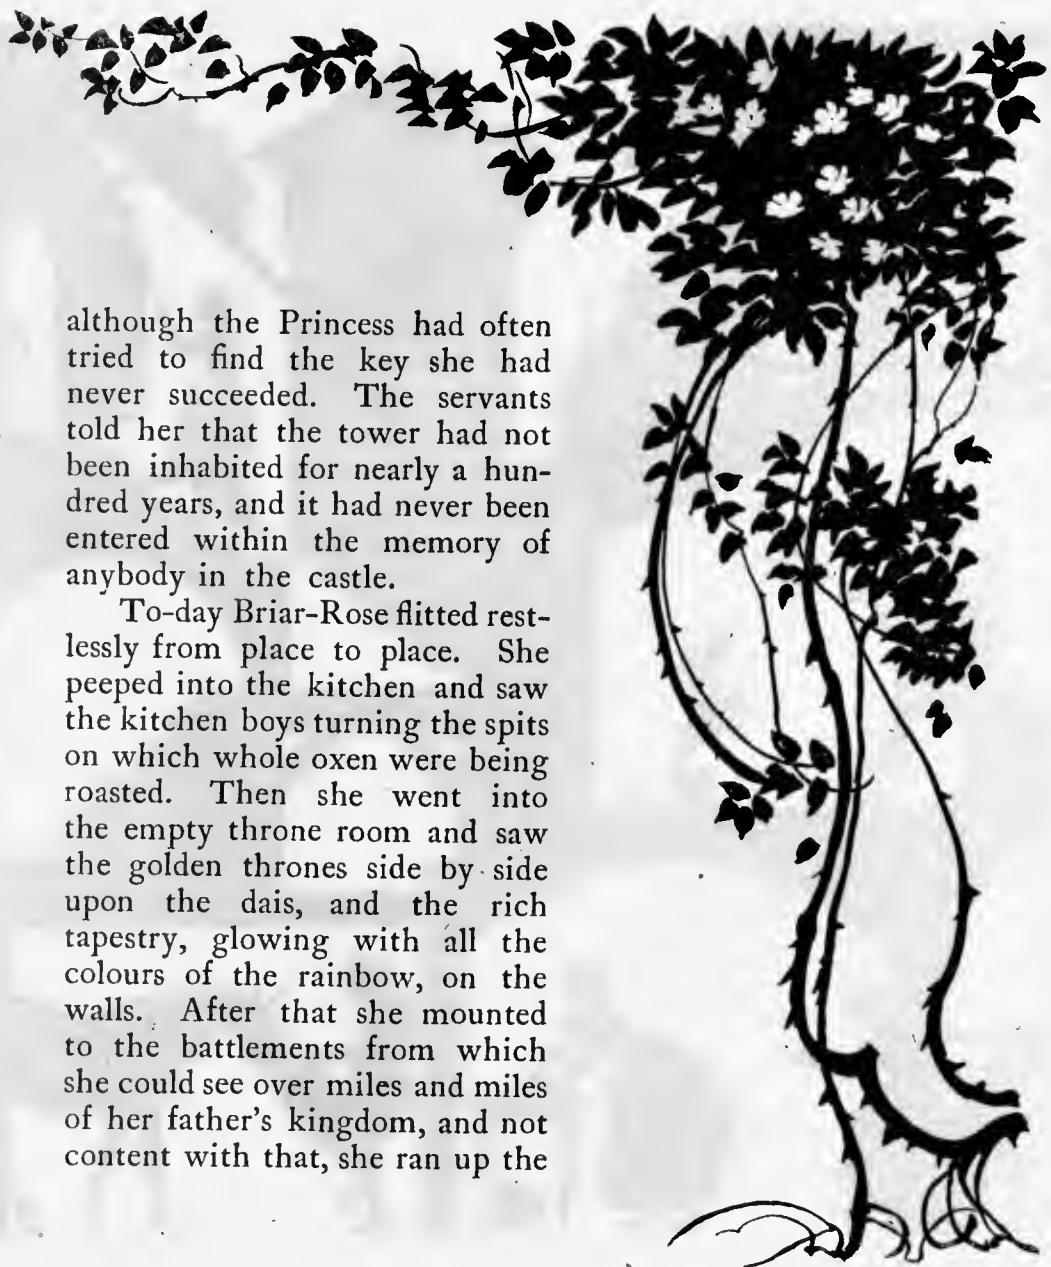 although the Princess had often
tried to find the key she had
never succeeded. The servants
told her that the tower had not
been inhabited for nearly a hun-
dred years, and it had never been
entered within the memory of
anybody in the castle.
To-day Briar-Rose flitted rest-
lessly from place to place. She
peeped into the kitchen and saw
the kitchen boys turning the spits
on which whole oxen were being
roasted. Then she went into
the empty throne room and saw
the golden thrones side by side
upon the dais, and the rich
tapestry, glowing with all the
colours of the rainbow, on the
walls. After that she mounted
to the battlements from which
she could see over miles and miles
of her father's kingdom, and not
content with that, she ran up the